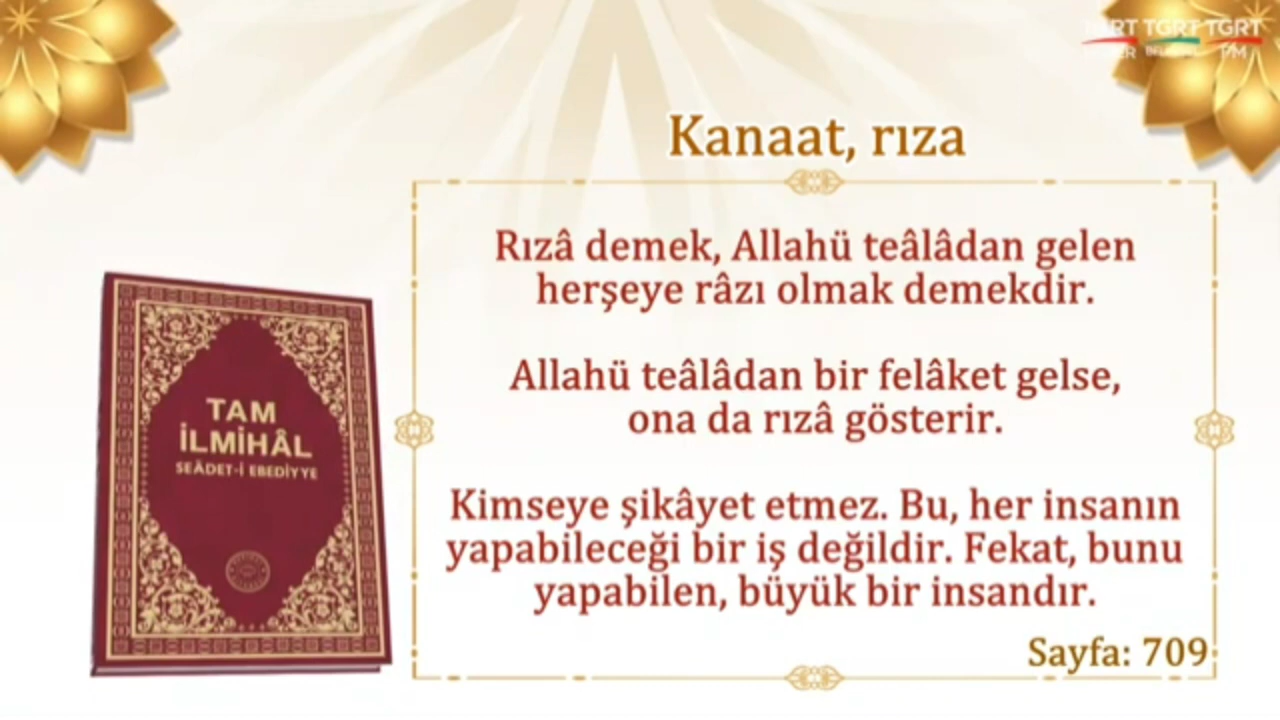 TGRT TGRT
FM
Kanaat, rıza
Rızâ demek, Allahü teâlâdan gelen
herşeye râzı olmak demekdir.
Allahü teâlâdan bir felâket gelse,
ona da rızâ gösterir.
Kimseye şikâyet etmez. Bu, her insanın
yapabileceği bir iş değildir. Fekat, bunu
yapabilen, büyük bir insandır.
Sayfa: 709
TAM
İLMİHÂL
SEÂDET-İ EBEDİYYE